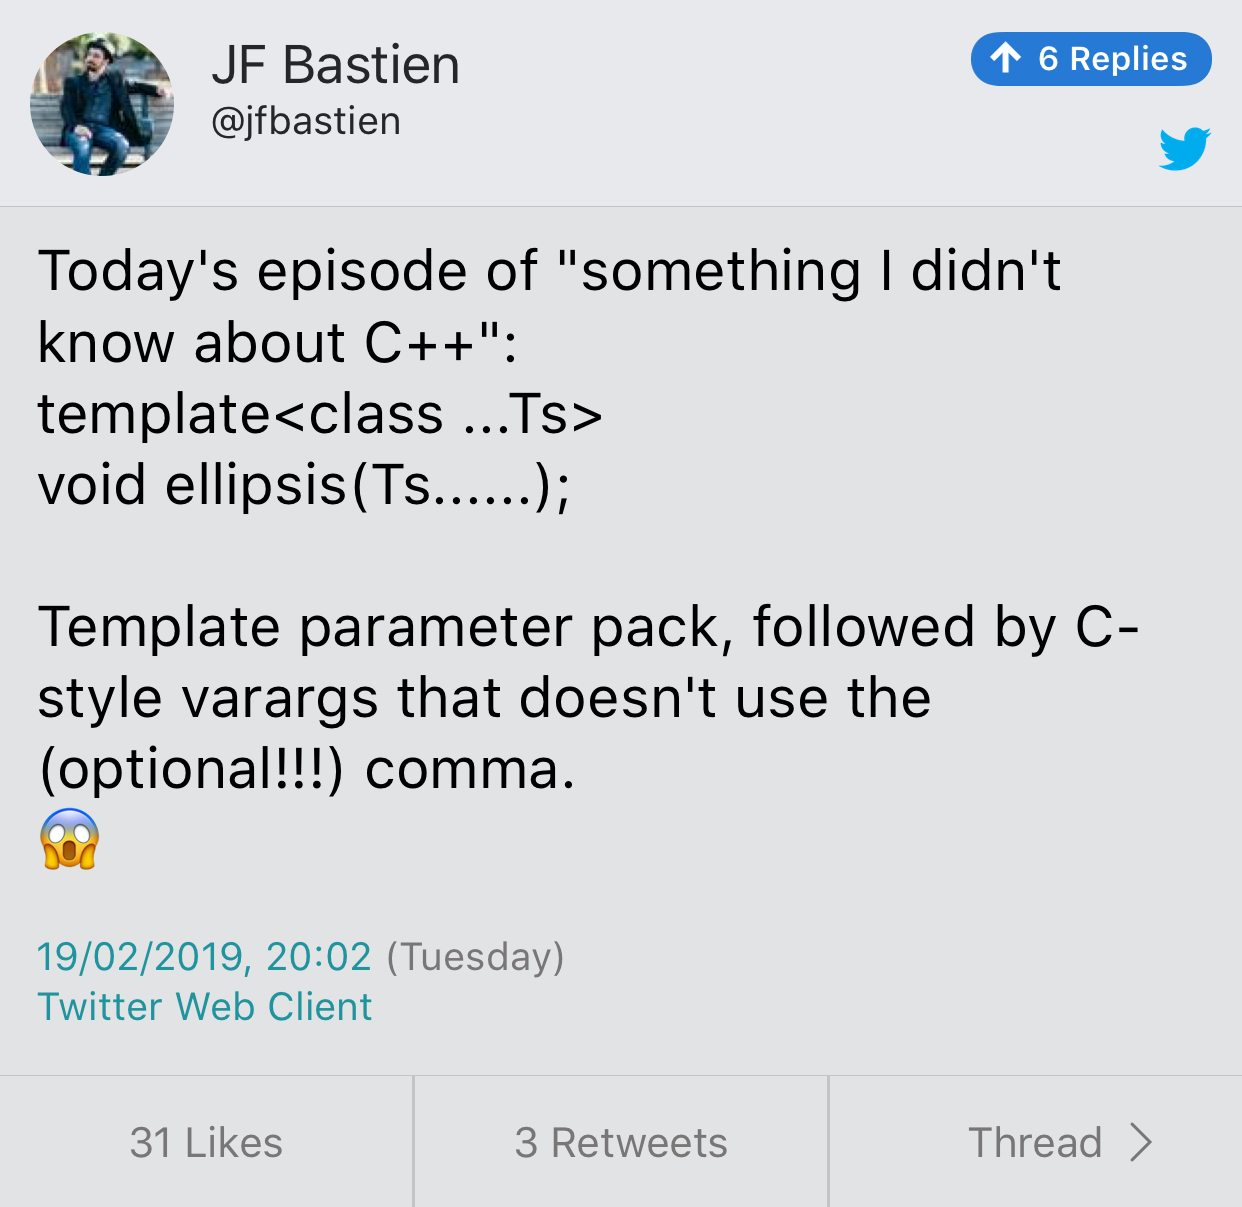 JF Bastien
@jfbastien
6 Replies
Today's episode of "something I didn't
know about C++":
template<class ...Ts>
void ellipsis(Ts......);
Template parameter pack, followed by C-
style varargs that doesn't use the
(optional!!!) comma.
😱
19/02/2019, 20:02 (Tuesday)
Twitter Web Client
31 Likes
3 Retweets
Thread